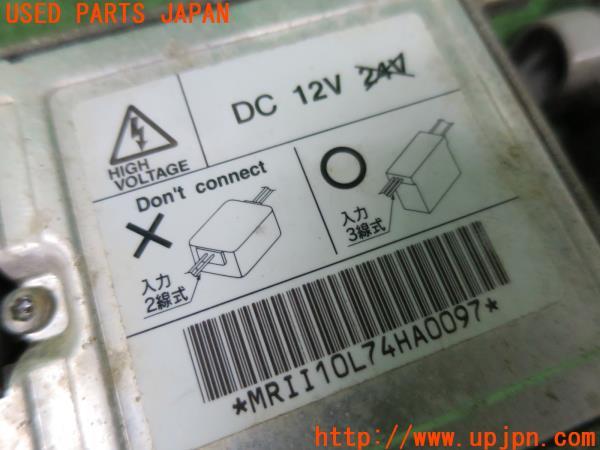 USED PARTS JAPAN
DC 12V 24V
HIGH
VOLTAGE
Don't connect
入力
2線式
入力
3線式
*MRII10L74HA0097*
http://www.upjpn.com/